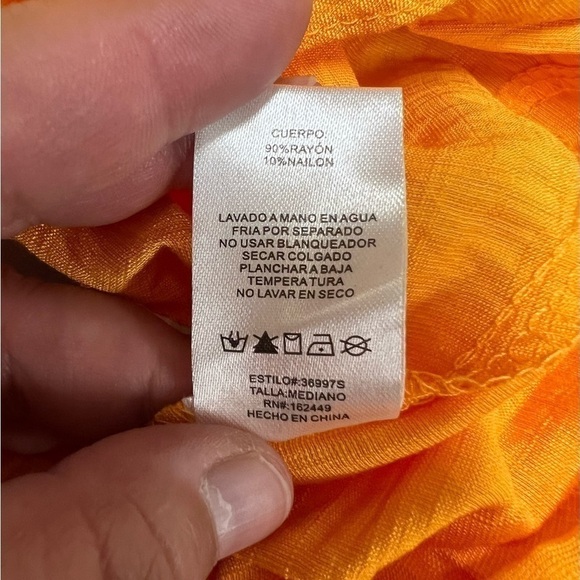 CUERPO:
90%RAYÓN
10%NAILON
LAVADO A MANO EN AGUA
FRIA POR SEPARADO
NO USAR BLANQUEADOR
SECAR COLGADO
PLANCHAR A BAJA
TEMPERATURA
NO LAVAR EN SECO
ESTILO#:36997S
TALLA:MEDIANO
RN#:162449
HECHO EN CHINA